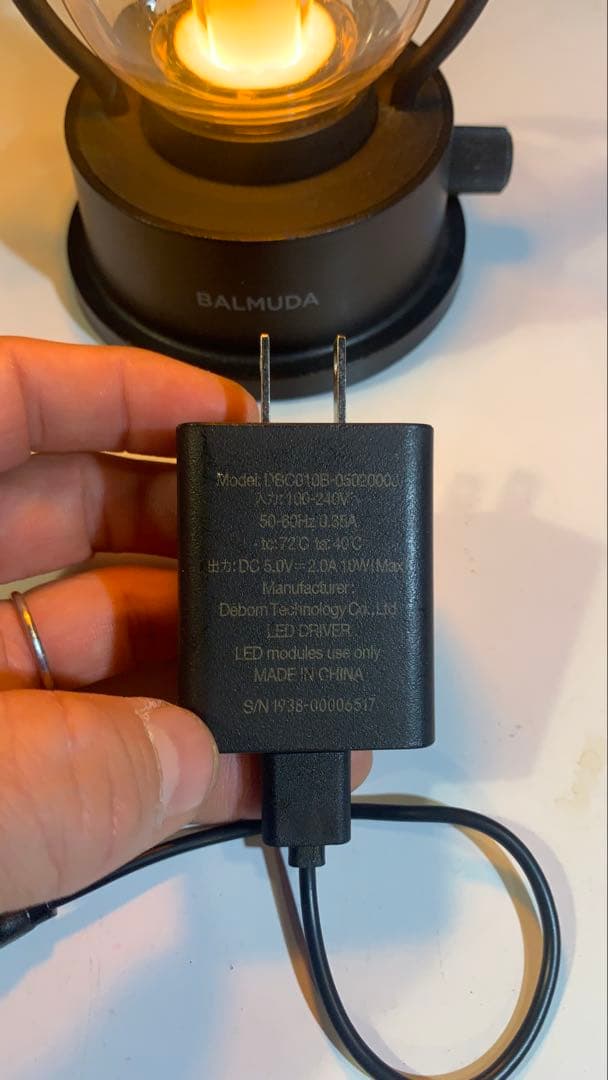 BALMUDA
Model: DBC010B-0502000J
入力: 100-240V~
50-60Hz 0.35A
tc: 72°C ta: 40°C
出力: DC 5.0V⎓2.0A 10W(Max
Manufacturer:
Deborn Technology Co., Ltd
LED DRIVER
LED modules use only
MADE IN CHINA
S/N 1938-00006517